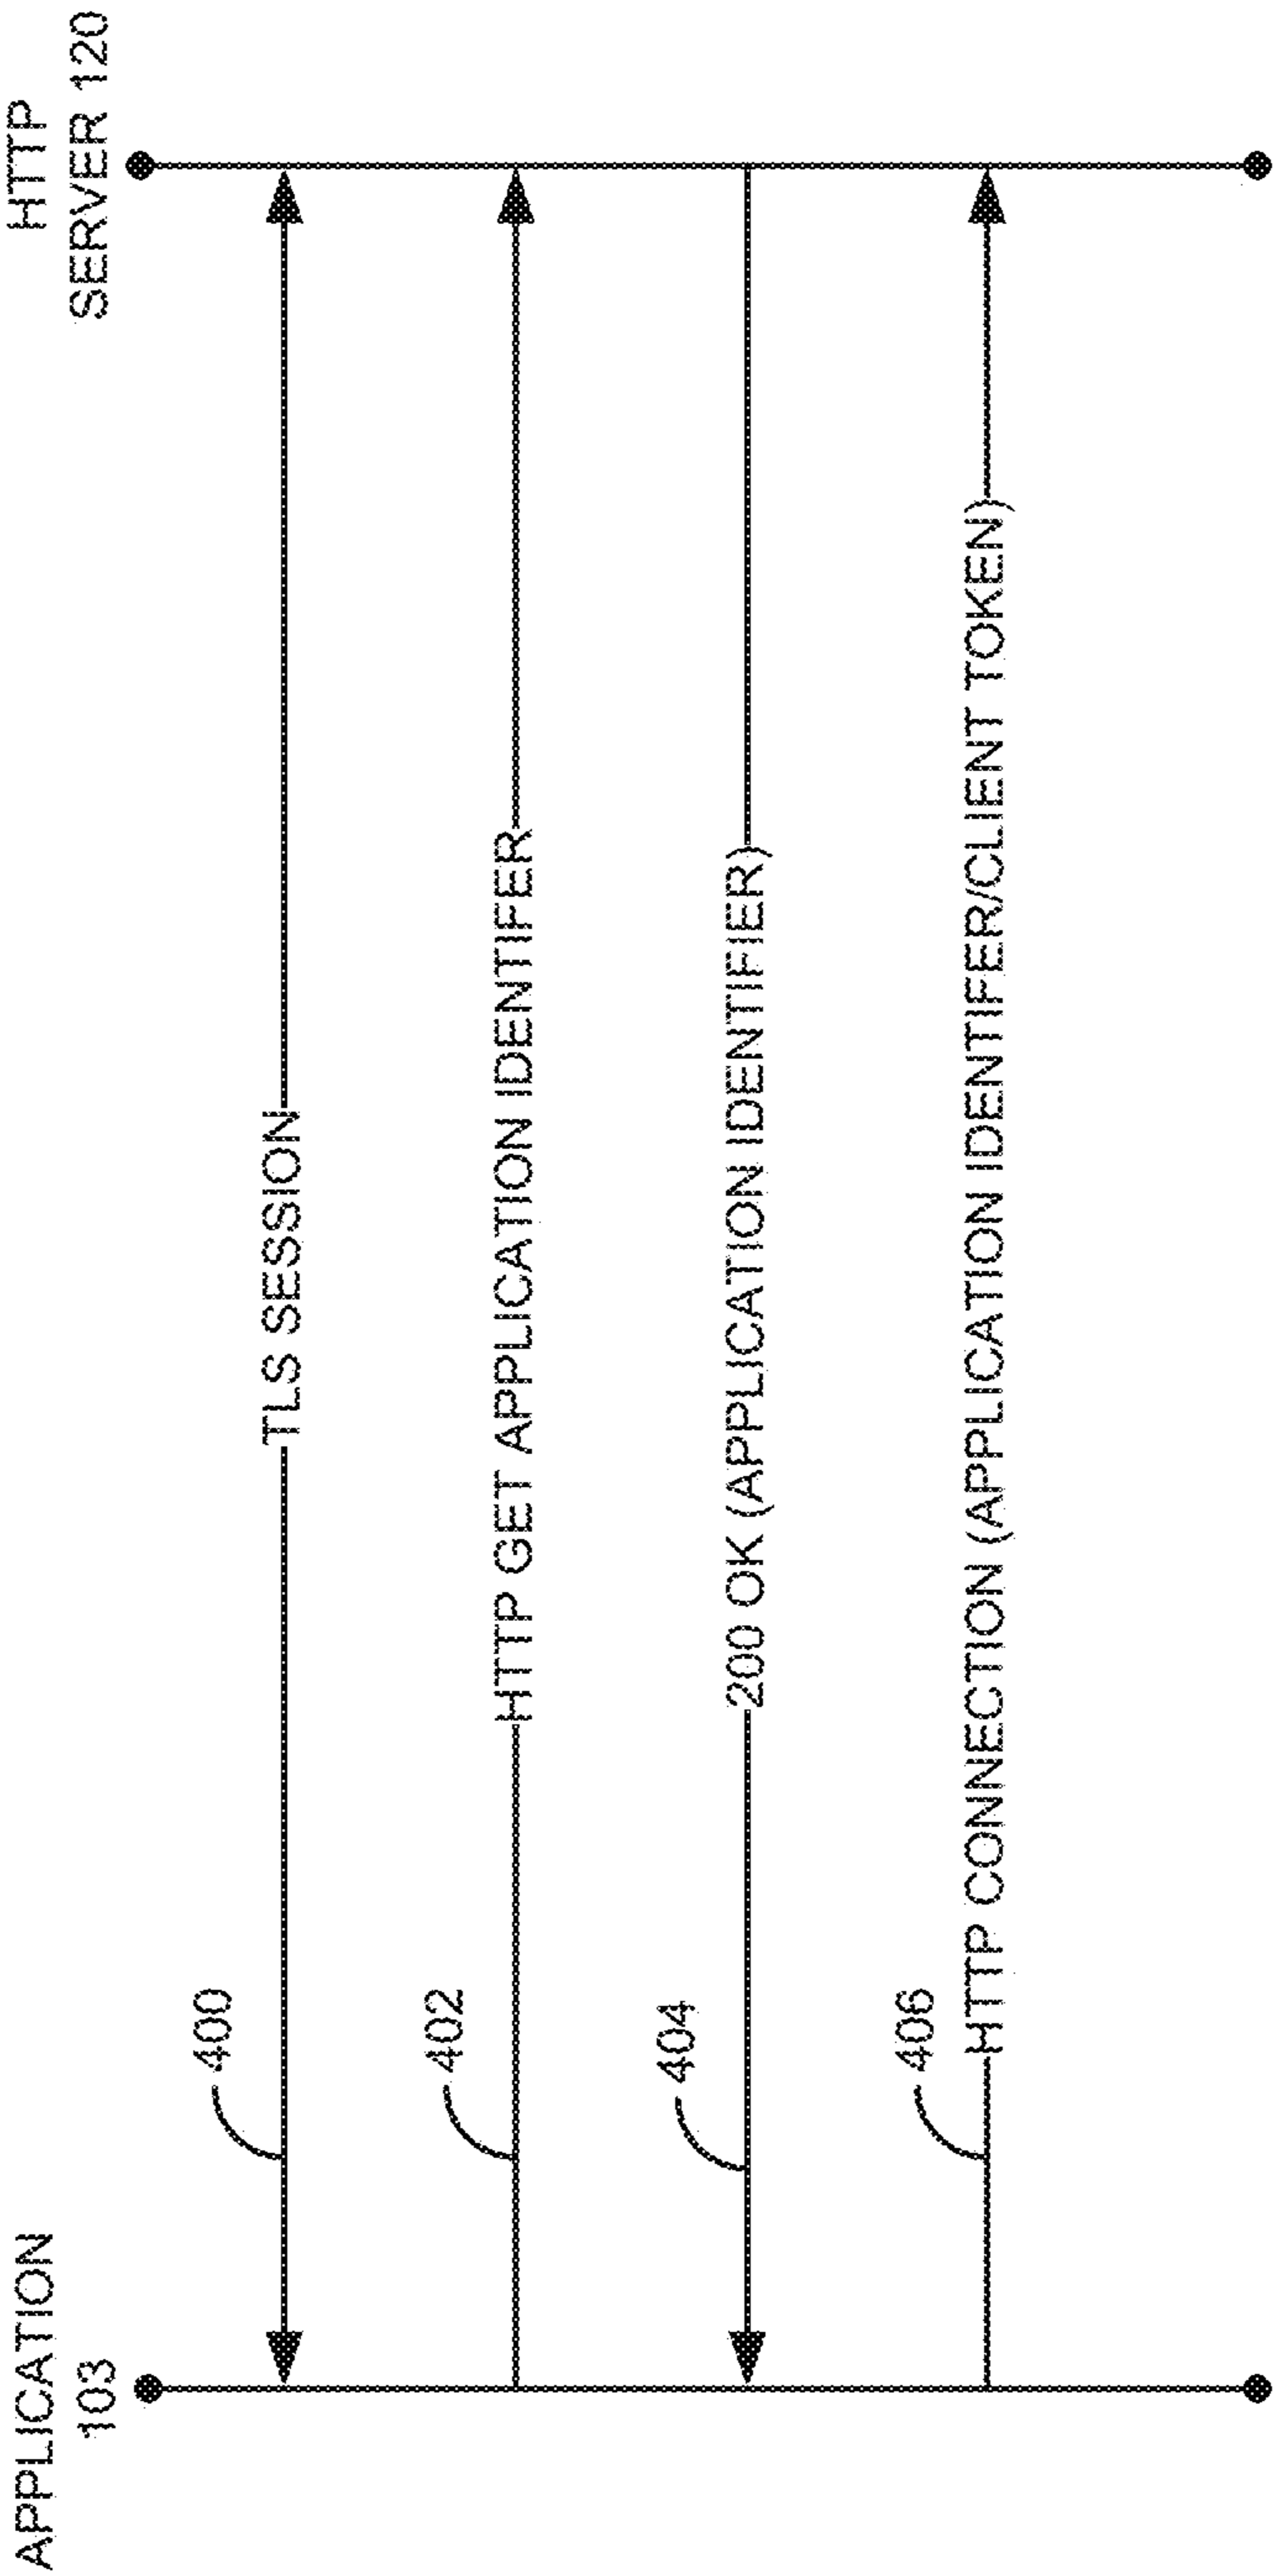 APPLICATION
103
HTTP
SERVER 120
400
TLS SESSION
402
HTTP GET APPLICATION IDENTIFER
404
200 OK (APPLICATION IDENTIFIER)
406
HTTP CONNECTION (APPLICATION IDENTIFER/CLIENT TOKEN)